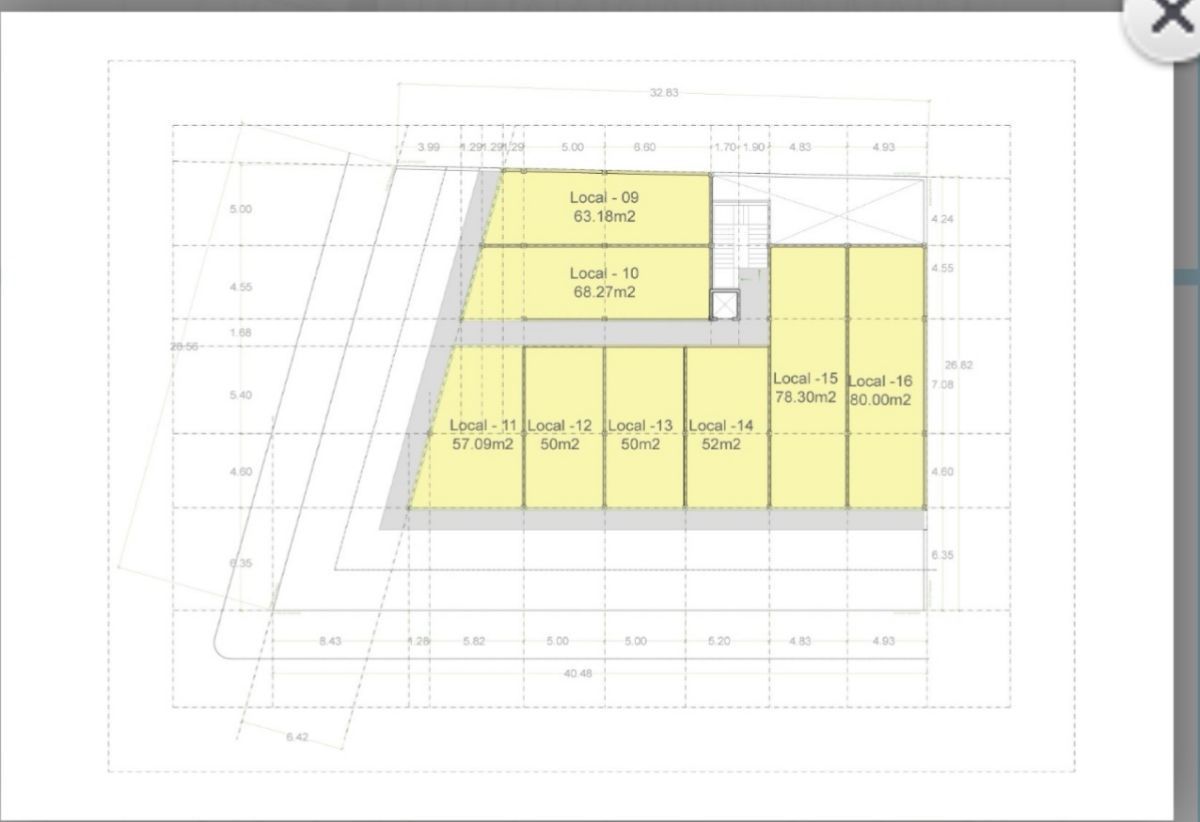 32.83
3.99 1.29 1.29 1.29 5.00 6.60 1.70 1.90 4.83 4.93
Local - 09
63.18m2
5.00
4.24
Local - 10
68.27m2
4.55
4.55
1.68
26.62
Local -15
78.30m2
Local -16
80.00m2
7.08
5.40
Local - 11
57.09m2
Local -12
50m2
Local -13
50m2
Local -14
52m2
4.60
4.60
6.35
6.35
8.43 1.28 5.82 5.00 5.00 5.20 4.83 4.93
40.48
6.42